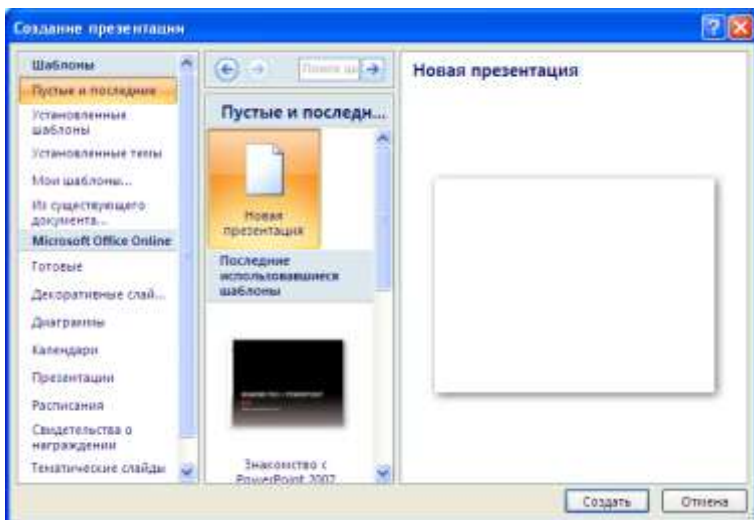 Создание презентации
Шаблоны
Пустые и последние
Установленные
шаблоны
Установленные темы
Мои шаблоны...
Из существующего
документа...
Microsoft Office Online
Готовые
Декоративные слай...
Диаграммы
Календари
Презентации
Расписания
Свидетельства о
награждении
Тематические слайды
Пустые и последн...
Новая
презентация
Последние
использовавшиеся
шаблоны
Знакомство с
PowerPoint 2007
Новая презентация
Создать
Отмена